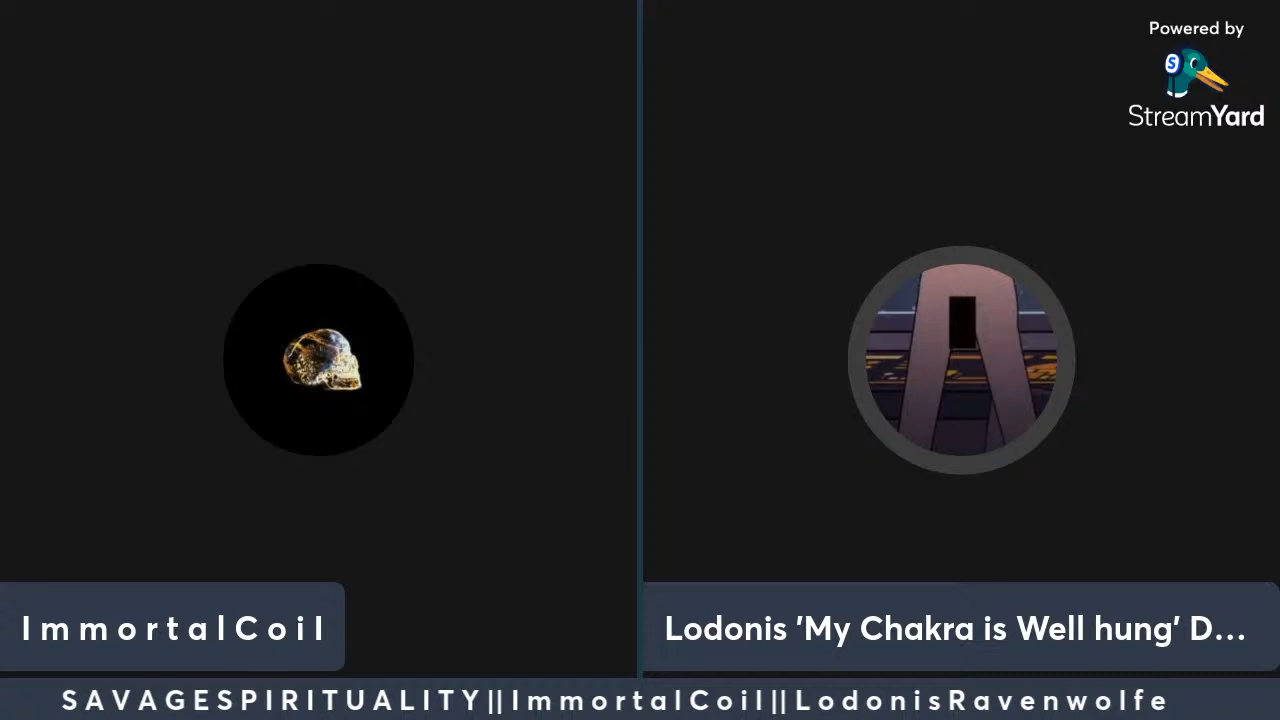 Powered by
S
StreamYard
I m m o r t a l C o i l
Lodonis 'My Chakra is Well hung' D...
S A V A G E S P I R I T U A L I T Y || I m m o r t a l C o i l || L o d o n i s R a v e n w o l f e